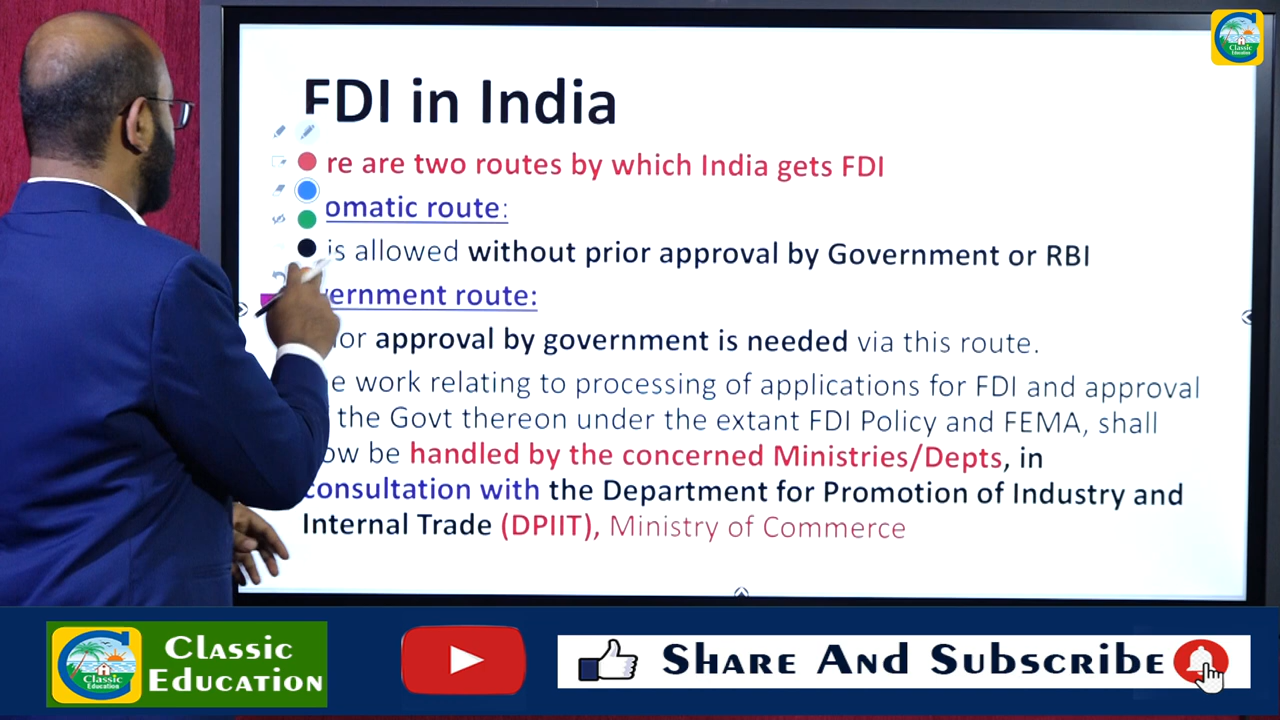 Classic
Education
FDI in India
re are two routes by which India gets FDI
omatic route:
is allowed without prior approval by Government or RBI
ernment route:
or approval by government is needed via this route.
e work relating to processing of applications for FDI and approval
the Govt thereon under the extant FDI Policy and FEMA, shall
ow be handled by the concerned Ministries/Depts, in
consultation with the Department for Promotion of Industry and
Internal Trade (DPIIT), Ministry of Commerce
Classic
Education
Classic
Education
Share And Subscribe